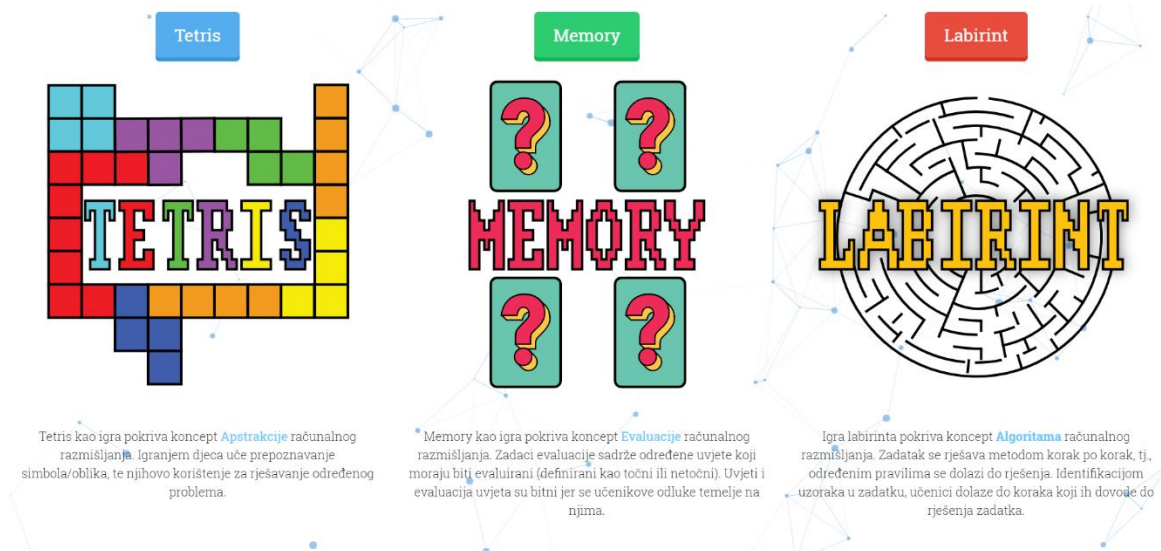 Tetris
TETRIS
Tetris kao igra pokriva koncept Apstrakcije računalnog
razmišljanja. Igranjem djeca uče prepoznavanje
simbola/oblika, te njihovo korištenje za rješavanje određenog
problema.
Memory
? ?
MEMORY
? ?
Memory kao igra pokriva koncept Evaluacije računalnog
razmišljanja. Zadaci evaluacije sadrže određene uvjete koji
moraju biti evaluirani (definirani kao točni ili netočni). Uvjeti i
evaluacija uvjeta su bitni jer se učenikove odluke temelje na
njima.
Labirint
LABIRINT
Igra labirinta pokriva koncept Algoritama računalnog
razmišljanja. Zadatak se rješava metodom korak po korak, tj.,
određenim pravilima se dolazi do rješenja. Identifikacijom
uzoraka u zadatku, učenici dolaze do koraka koji ih dovode do
rješenja zadatka.